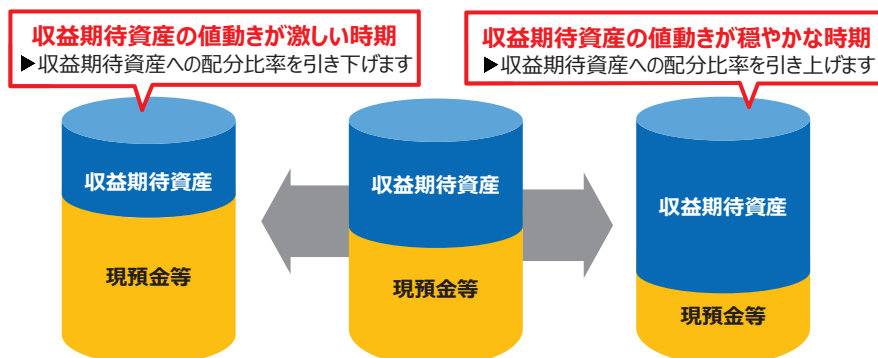 収益期待資産の値動きが激しい時期
▶収益期待資産への配分比率を引き下げます
収益期待資産の値動きが穏やかな時期
▶収益期待資産への配分比率を引き上げます
収益期待資産
現預金等
収益期待資産
現預金等
収益期待資産
現預金等